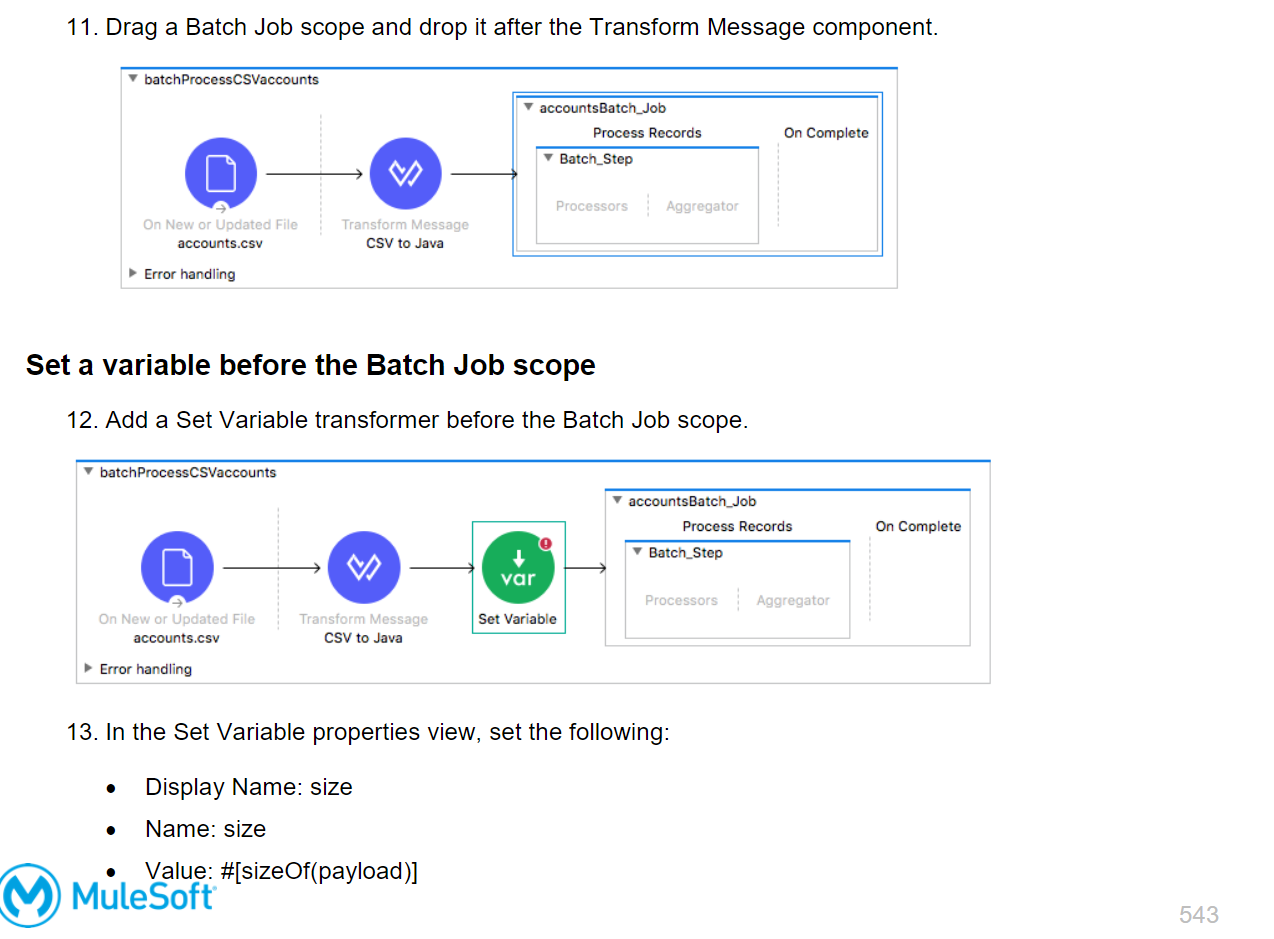 11. Drag a Batch Job scope and drop it after the Transform Message component.
batchProcessCSVaccounts
accountsBatch_Job
Process Records
On Complete
Batch_Step
Processors
Aggregator
On New or Updated File
accounts.csv
Transform Message
CSV to Java
Error handling
Set a variable before the Batch Job scope
12. Add a Set Variable transformer before the Batch Job scope.
batchProcessCSVaccounts
accountsBatch_Job
Process Records
On Complete
Batch_Step
var
Processors
Aggregator
On New or Updated File
accounts.csv
Transform Message
CSV to Java
Set Variable
Error handling
13. In the Set Variable properties view, set the following:
• Display Name: size
• Name: size
• Value: #[sizeOf(payload)]
MuleSoft
543